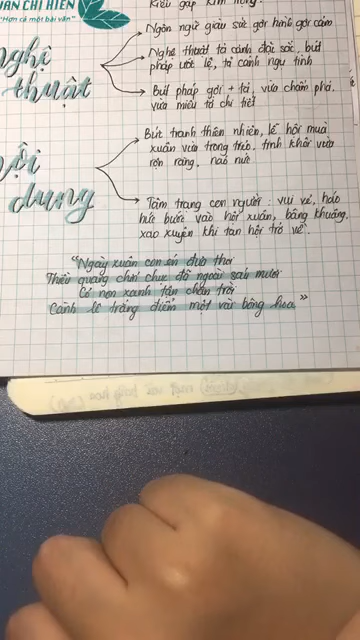 ÂN CHI HIÊN
"Hơn cả một bài văn"
Kiều gặp Kim Trọng.
nghị
thuật
Ngôn ngữ giàu sức gợi hình gợi cảm
Nghệ thuật tả cảnh đặc sắc, bút
pháp ước lệ, tả cảnh ngụ tình
Bút pháp gợi + tả, vừa chấm phá,
vừa miêu tả chi tiết
nội
dung
Bức tranh thiên nhiên, lễ hội mùa
xuân vừa trong trẻo, tinh khôi vừa
rộn ràng, náo nức
Tâm trạng con người: vui vẻ, háo
hức bước vào hội xuân, bâng khuâng,
xao xuyến khi tan hội trở về.
"Ngày xuân con én đưa thoi
Thiều quang chín chục đã ngoài sáu mươi
Cỏ non xanh tận chân trời
Cành lê trắng điểm một vài bông hoa"